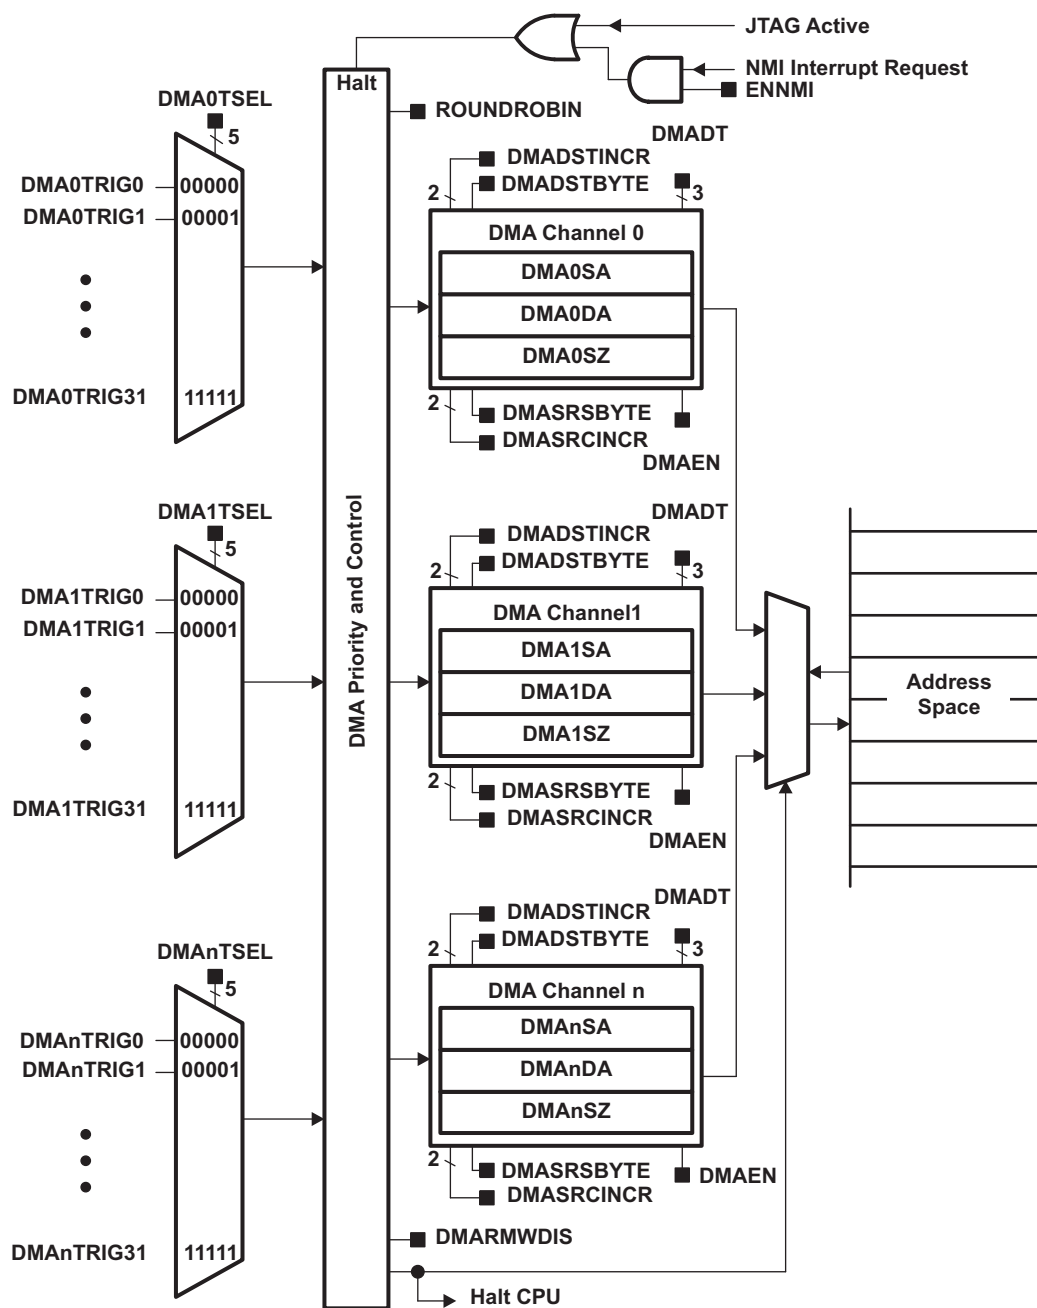 JTAG Active
NMI Interrupt Request
ENNMI
Halt
ROUNDROBIN
DMA Priority and Control
DMA0TSEL
5
DMA0TRIG0
00000
DMA0TRIG1
00001
DMA0TRIG31
11111
DMADT
DMADSTINCR
DMADSTBYTE
2
3
DMA Channel 0
DMA0SA
DMA0DA
DMA0SZ
2
DMASRSBYTE
DMASRCINCR
DMAEN
DMA1TSEL
5
DMA1TRIG0
00000
DMA1TRIG1
00001
DMA1TRIG31
11111
DMADT
DMADSTINCR
DMADSTBYTE
2
3
DMA Channel1
DMA1SA
DMA1DA
DMA1SZ
2
DMASRSBYTE
DMASRCINCR
DMAEN
Address
Space
DMAnTSEL
5
DMAnTRIG0
00000
DMAnTRIG1
00001
DMAnTRIG31
11111
DMADT
DMADSTINCR
DMADSTBYTE
2
3
DMA Channel n
DMAnSA
DMAnDA
DMAnSZ
2
DMASRSBYTE
DMASRCINCR
DMAEN
DMARMWDIS
Halt CPU